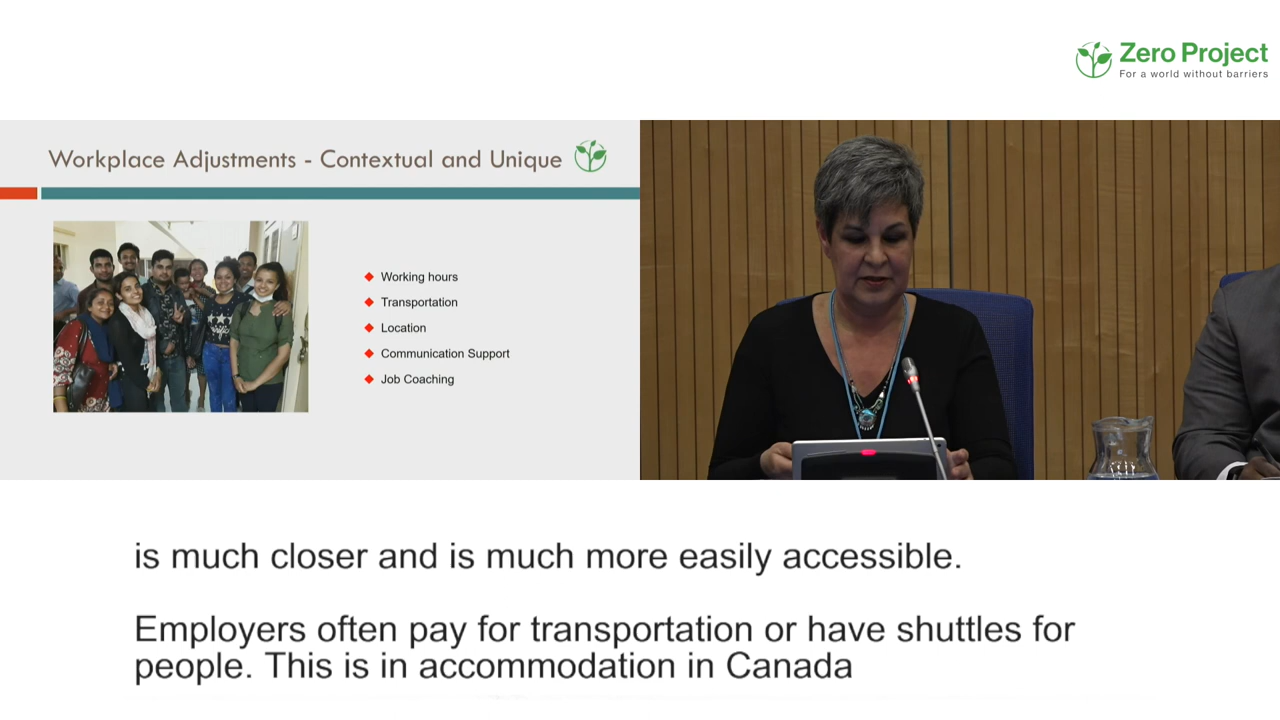 Zero Project
For a world without barriers
Workplace Adjustments - Contextual and Unique
Working hours
Transportation
Location
Communication Support
Job Coaching
is much closer and is much more easily accessible.
Employers often pay for transportation or have shuttles for
people. This is in accommodation in Canada